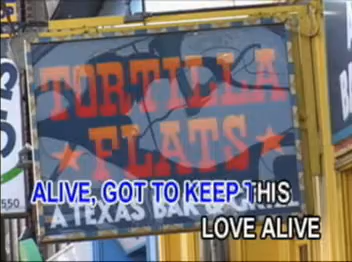 TORTILLA
FLATS
ALIVE, GOT TO KEEP THIS
A TEXAS BAR
LOVE ALIVE
550